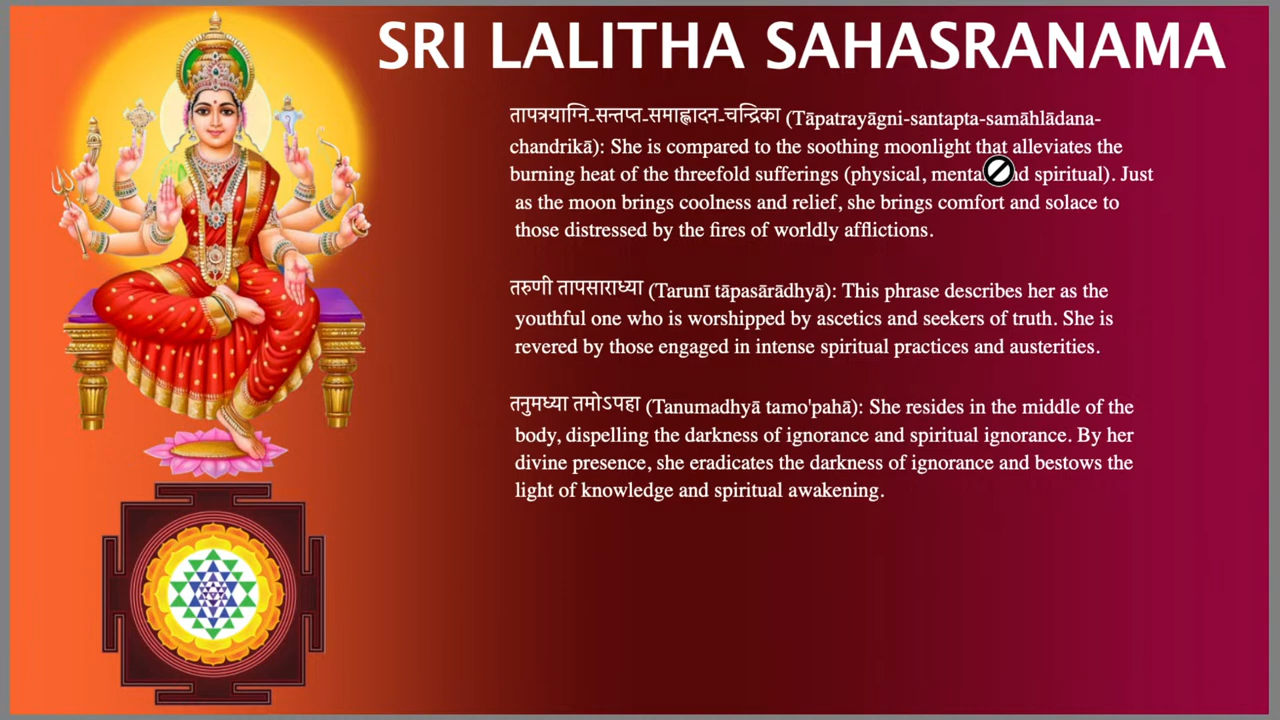 SRI LALITHA SAHASRANAMA
तापत्रयाग्नि-सन्तप्त-समाह्लादन-चन्द्रिका (Tāpatrayāgni-santapta-samāhlādana-
chandrikā): She is compared to the soothing moonlight that alleviates the
burning heat of the threefold sufferings (physical, spiritual). Just
as the moon brings coolness and relief, she brings comfort and solace to
those distressed by the fires of worldly afflictions.
तरुणी तापसाराध्या (Tarunī tāpasārādhyā): This phrase describes her as the
youthful one who is worshipped by ascetics and seekers of truth. She is
revered by those engaged in intense spiritual practices and austerities.
तनुमध्या तमोऽपहा (Tanumadhyā tamo'pahā): She resides in the middle of the
body, dispelling the darkness of ignorance and spiritual ignorance. By her
divine presence, she eradicates the darkness of ignorance and bestows the
light of knowledge and spiritual awakening.